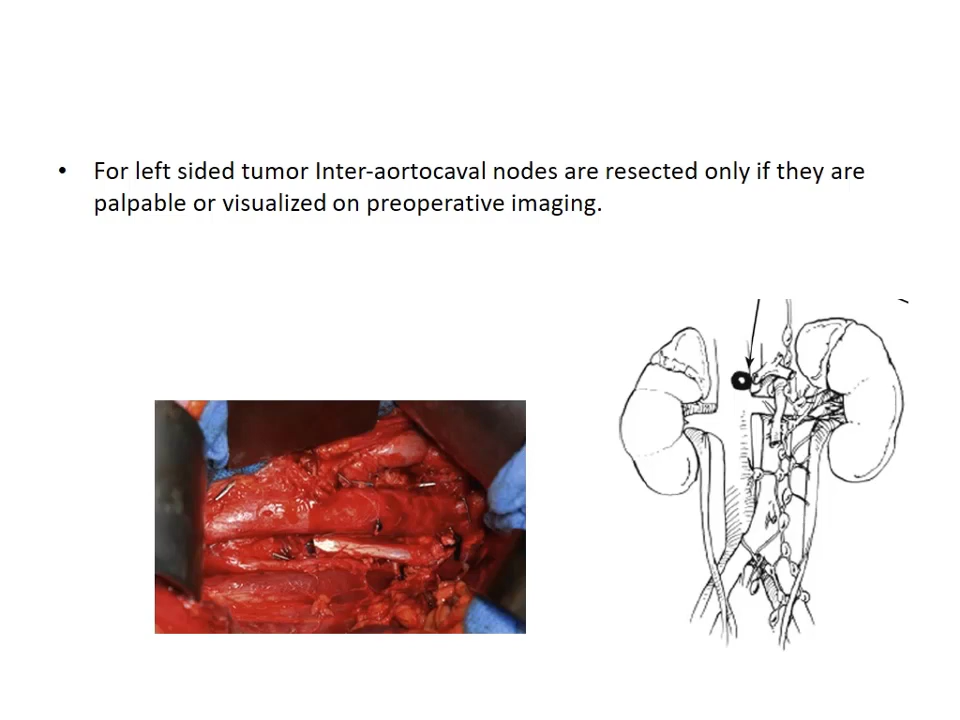 • For left sided tumor Inter-aortocaval nodes are resected only if they are
palpable or visualized on preoperative imaging.